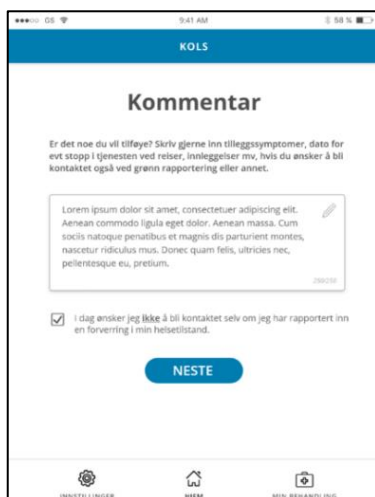 GS 9:41 AM 58 %
KOLS
Kommentar
Er det noe du vil tilføye? Skriv gjerne inn tilleggssymptomer, dato for
evt stopp i tjenesten ved reiser, innleggelser mv, hvis du ønsker å bli
kontaktet også ved grønn rapportering eller annet.
Lorem ipsum dolor sit amet, consectetuer adipiscing elit.
Aenean commodo ligula eget dolor. Aenean massa. Cum
sociis natoque penatibus et magnis dis parturient montes,
nascetur ridiculus mus. Donec quam felis, ultricies nec,
pellentesque eu, pretium.
I dag ønsker jeg ikke å bli kontaktet selv om jeg har rapportert inn
en forverring i min helsetilstand.
NESTE
INNSTILLINGER HJEM MIN BEHANDLING